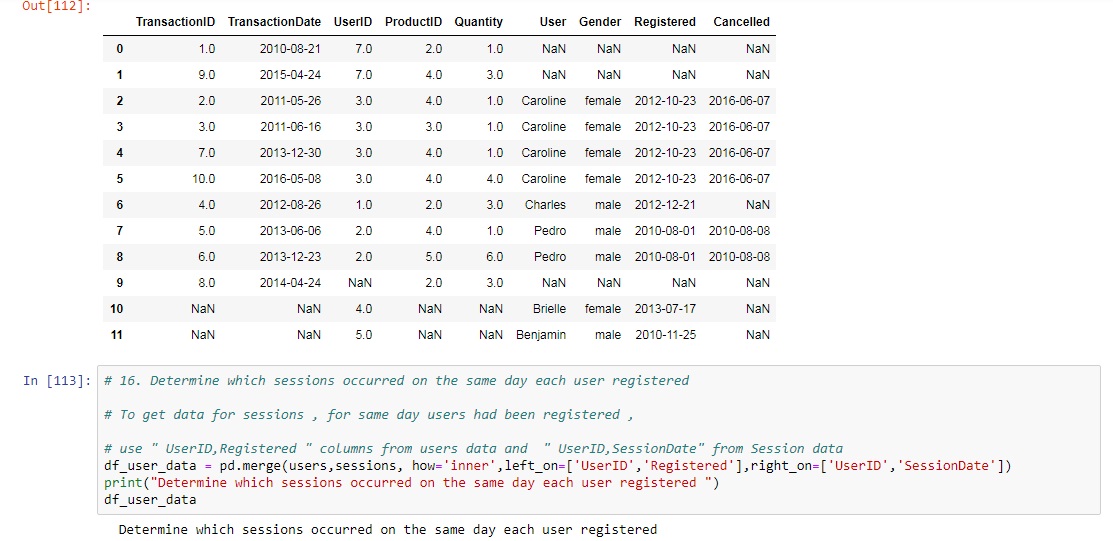 Out[112]:
TransactionID TransactionDate UserID ProductID Quantity User Gender Registered Cancelled
0 1.0 2010-08-21 7.0 2.0 1.0 NaN NaN NaN NaN
1 9.0 2015-04-24 7.0 4.0 3.0 NaN NaN NaN NaN
2 2.0 2011-05-26 3.0 4.0 1.0 Caroline female 2012-10-23 2016-06-07
3 3.0 2011-06-16 3.0 3.0 1.0 Caroline female 2012-10-23 2016-06-07
4 7.0 2013-12-30 3.0 4.0 1.0 Caroline female 2012-10-23 2016-06-07
5 10.0 2016-05-08 3.0 4.0 4.0 Caroline female 2012-10-23 2016-06-07
6 4.0 2012-08-26 1.0 2.0 3.0 Charles male 2012-12-21 NaN
7 5.0 2013-06-06 2.0 4.0 1.0 Pedro male 2010-08-01 2010-08-08
8 6.0 2013-12-23 2.0 5.0 6.0 Pedro male 2010-08-01 2010-08-08
9 8.0 2014-04-24 NaN 2.0 3.0 NaN NaN NaN NaN
10 NaN NaN 4.0 NaN NaN Brielle female 2013-07-17 NaN
11 NaN NaN 5.0 NaN NaN Benjamin male 2010-11-25 NaN
In [113]: # 16. Determine which sessions occurred on the same day each user registered
# To get data for sessions , for same day users had been registered ,
# use " UserID,Registered " columns from users data and  " UserID,SessionDate" from Session data
df_user_data = pd.merge(users,sessions, how='inner',left_on=['UserID','Registered'],right_on=['UserID','SessionDate'])
print("Determine which sessions occurred on the same day each user registered ")
df_user_data
Determine which sessions occurred on the same day each user registered